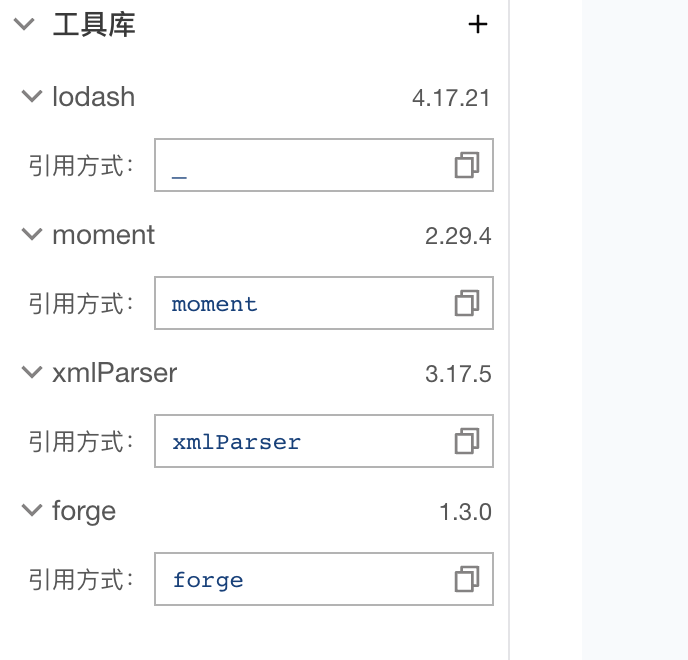 工具库
lodash 4.17.21
引用方式： _
moment 2.29.4
引用方式： moment
xmlParser 3.17.5
引用方式： xmlParser
forge 1.3.0
引用方式： forge